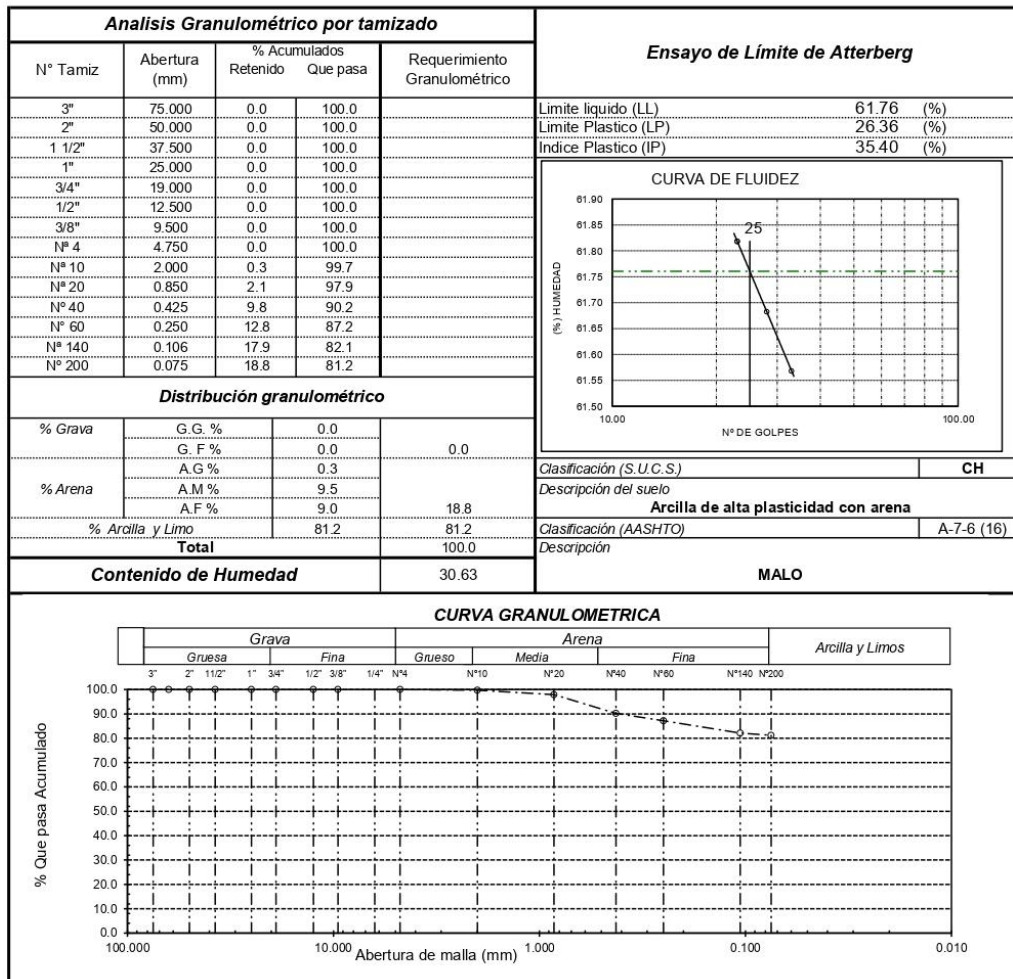 Analisis Granulométrico por tamizado
N° Tamiz Abertura (mm) % Acumulados Retenido Que pasa Requerimiento Granulométrico
3" 75.000 0.0 100.0
2" 50.000 0.0 100.0
1 1/2" 37.500 0.0 100.0
1" 25.000 0.0 100.0
3/4" 19.000 0.0 100.0
1/2" 12.500 0.0 100.0
3/8" 9.500 0.0 100.0
Nª 4 4.750 0.0 100.0
Nª 10 2.000 0.3 99.7
Nª 20 0.850 2.1 97.9
Nº 40 0.425 9.8 90.2
N° 60 0.250 12.8 87.2
Nª 140 0.106 17.9 82.1
Nº 200 0.075 18.8 81.2
Distribución granulométrico
% Grava G.G. % 0.0
G. F % 0.0 0.0
A.G % 0.3
% Arena A.M % 9.5
A.F % 9.0 18.8
% Arcilla y Limo 81.2 81.2
Total 100.0
Contenido de Humedad 30.63
Ensayo de Límite de Atterberg
Limite liquido (LL) 61.76 (%)
Limite Plastico (LP) 26.36 (%)
Indice Plastico (IP) 35.40 (%)
CURVA DE FLUIDEZ
61.90
61.85
61.80
61.75
61.70
61.65
61.60
61.55
61.50
(%) HUMEDAD
25
10.00 100.00
Nº DE GOLPES
Clasificación (S.U.C.S.) CH
Descripción del suelo
Arcilla de alta plasticidad con arena
Clasificación (AASHTO) A-7-6 (16)
Descripción
MALO
CURVA GRANULOMETRICA
Grava Arena Arcilla y Limos
Gruesa Fina Grueso Media Fina
3" 2" 11/2" 1" 3/4" 1/2" 3/8" 1/4" Nª4 Nª10 N°20 N°40 N°60 N°140 N°200
100.0
90.0
80.0
70.0
60.0
50.0
40.0
30.0
20.0
10.0
0.0
% Que pasa Acumulado
100.000 10.000 1.000 0.100 0.010
Abertura de malla (mm)